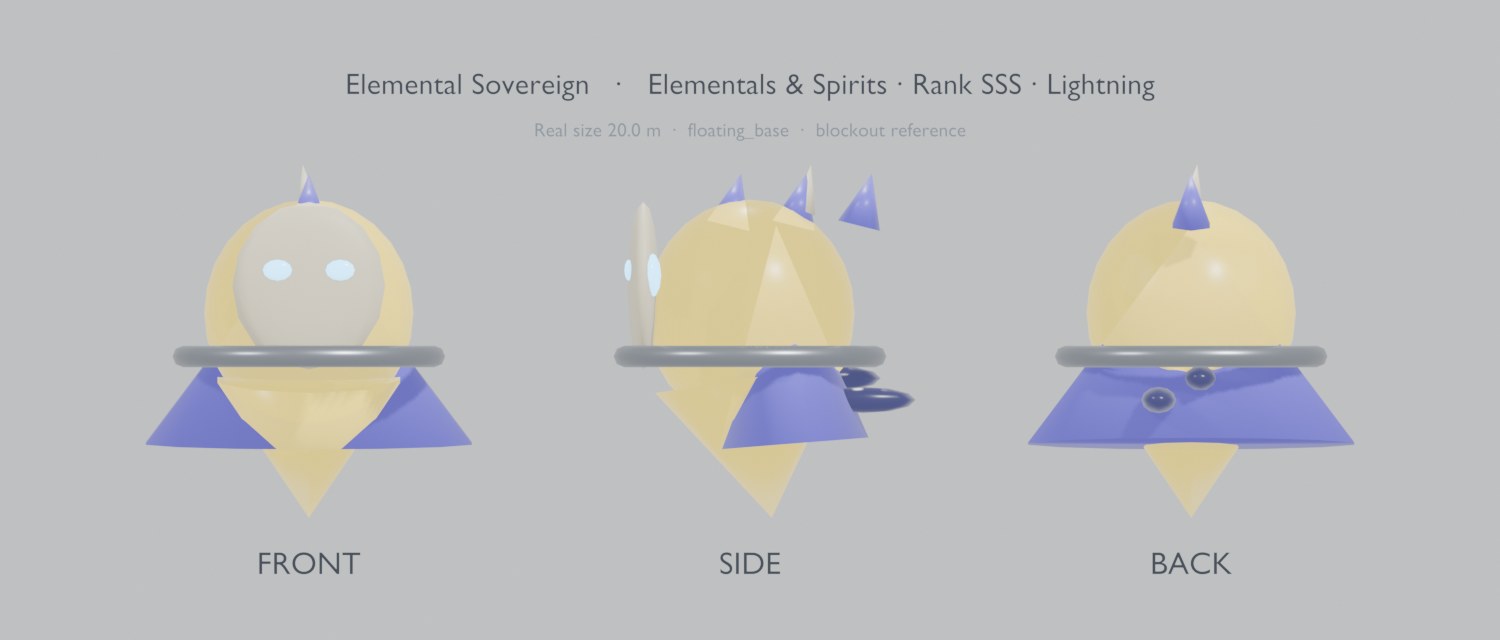 Elemental Sovereign · Elementals & Spirits · Rank SSS · Lightning
Real size 20.0 m · floating_base · blockout reference
FRONT SIDE BACK